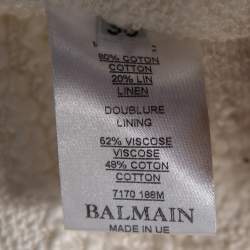 80% COTON
COTTON
20% LIN
LINEN
DOUBLURE
LINING
52% VISCOSE
VISCOSE
48% COTON
COTTON
7170 188M
BALMAIN
MADE IN UE